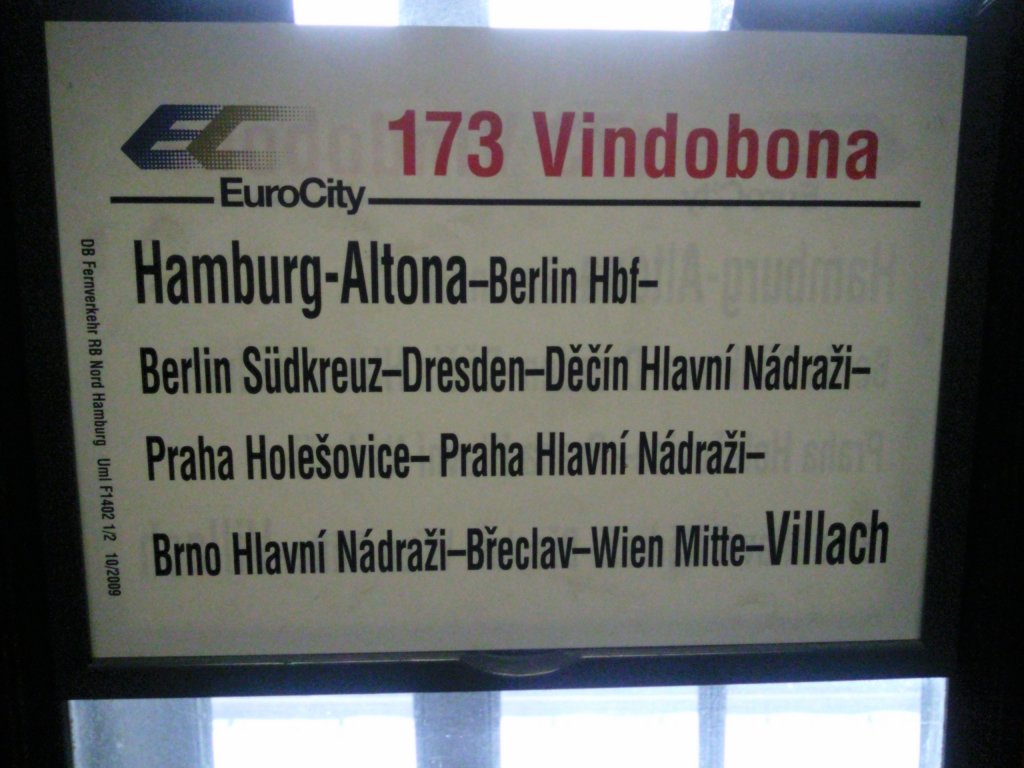 EC 173 Vindobona
EuroCity
Hamburg-Altona–Berlin Hbf–
Berlin Südkreuz–Dresden–Děčín Hlavní Nádraži–
Praha Holešovice– Praha Hlavní Nádraži–
Brno Hlavní Nádraži–Břeclav–Wien Mitte–Villach
DB Fernverkehr RB Nord Hamburg Uml F1402 1/2 10/2009